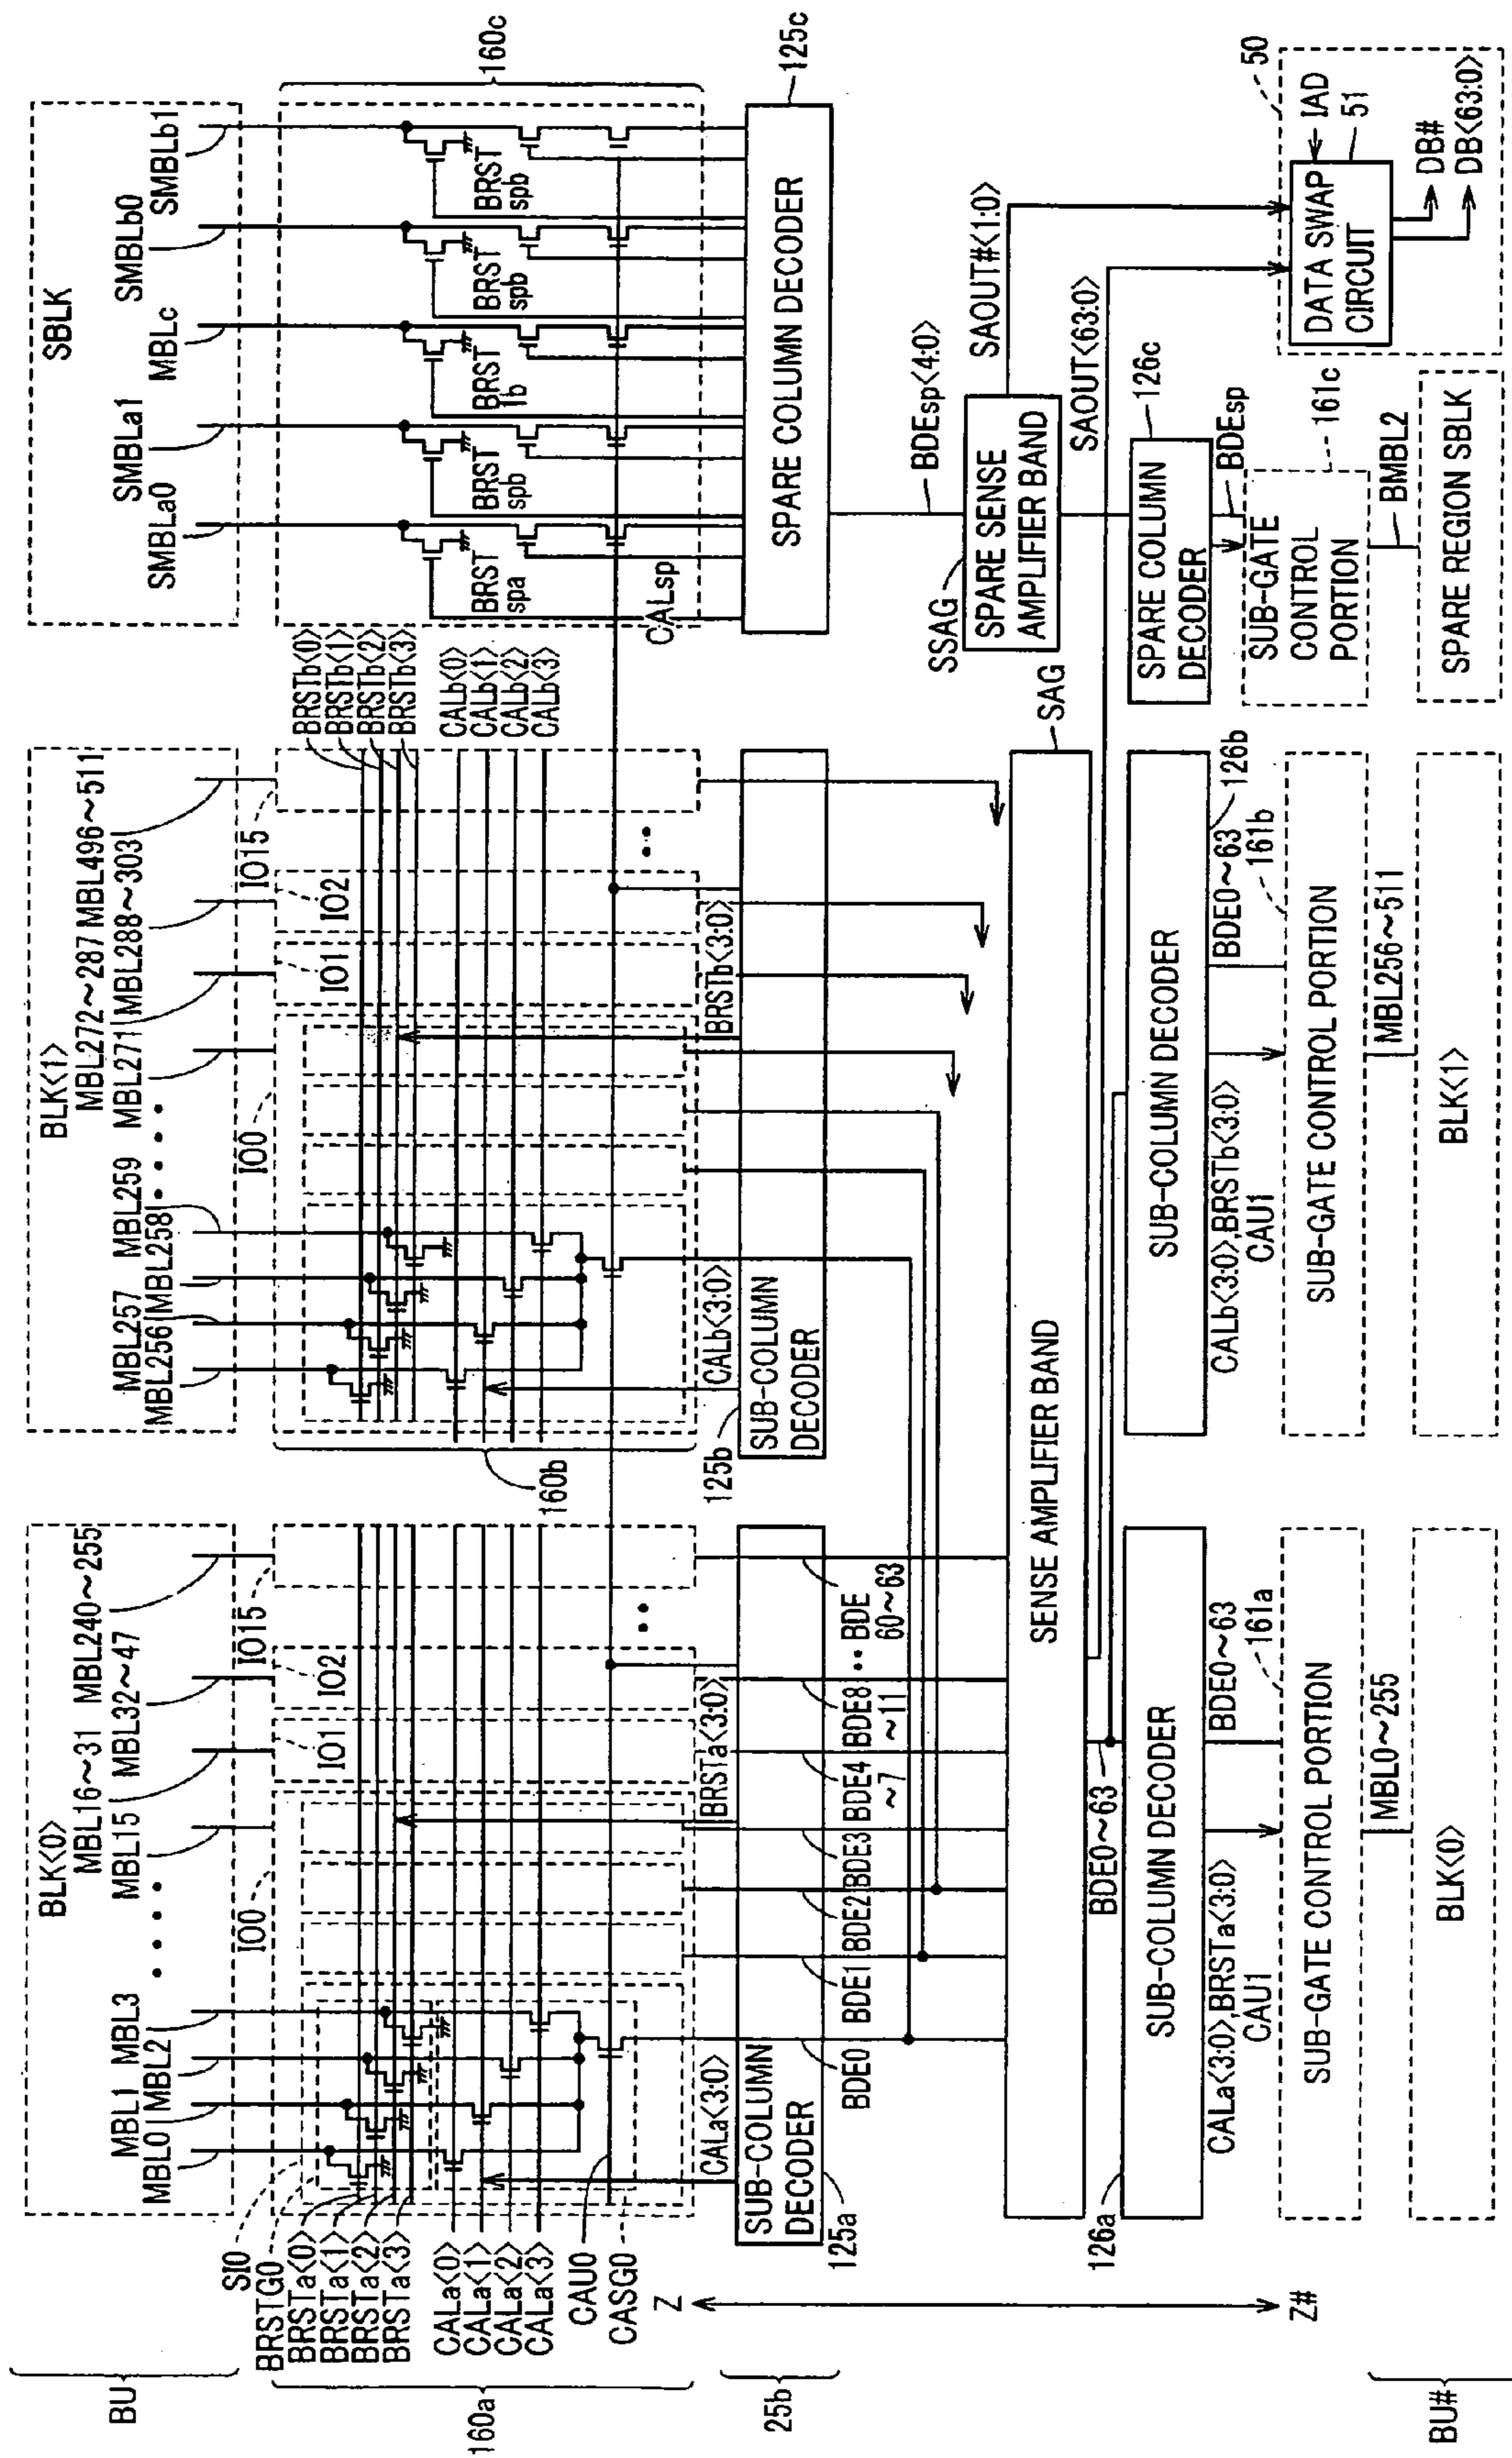 BU
BLK<0>
MBL0
MBL1
MBL2
MBL3
MBL15
MBL16~31
MBL32~47
MBL240~255
BLK<1>
MBL256
MBL257
MBL258
MBL259
MBL271
MBL272~287
MBL288~303
MBL496~511
SBLK
SMBLa0
SMBLa1
MBLc
SMBLb0
SMBLb1
160a
SI0
BRSTG0
BRSTa<0>
BRSTa<1>
BRSTa<2>
BRSTa<3>
CALa<0>
CALa<1>
CALa<2>
CALa<3>
CAU0
CASG0
IO0
IO1
IO2
IO15
160b
IO0
IO1
IO2
IO15
BRSTb<0>
BRSTb<1>
BRSTb<2>
BRSTb<3>
CALb<0>
CALb<1>
CALb<2>
CALb<3>
160c
BRST
spa
BRST
spb
BRST
1b
BRST
spb
BRST
spb
CALsp
25b
125a
SUB-COLUMN
DECODER
CALa<3:0>
BRSTa<3:0>
125b
SUB-COLUMN
DECODER
CALb<3:0>
BRSTb<3:0>
SPARE COLUMN DECODER
125c
Z
Z#
BDE0
BDE1
BDE2
BDE3
BDE4
~7
BDE8
~11
BDE
60~63
SENSE AMPLIFIER BAND
SAG
BDEsp<4:0>
SSAG
SPARE SENSE
AMPLIFIER BAND
SAOUT#<1:0>
SAOUT<63:0>
BDE0~63
126a
SUB-COLUMN DECODER
CALa<3:0>,BRSTa<3:0>
CAU1
BDE0~63
161a
SUB-GATE CONTROL PORTION
MBL0~255
BLK<0>
SUB-COLUMN DECODER
126b
CALb<3:0>,BRSTb<3:0>
CAU1
BDE0~63
161b
SUB-GATE CONTROL PORTION
MBL256~511
BLK<1>
SPARE COLUMN
DECODER
126c
BDEsp
SUB-GATE
CONTROL
PORTION
161c
BMBL2
SPARE REGION SBLK
50
IAD
DATA SWAP
CIRCUIT
51
DB#
DB<63:0>
BU#